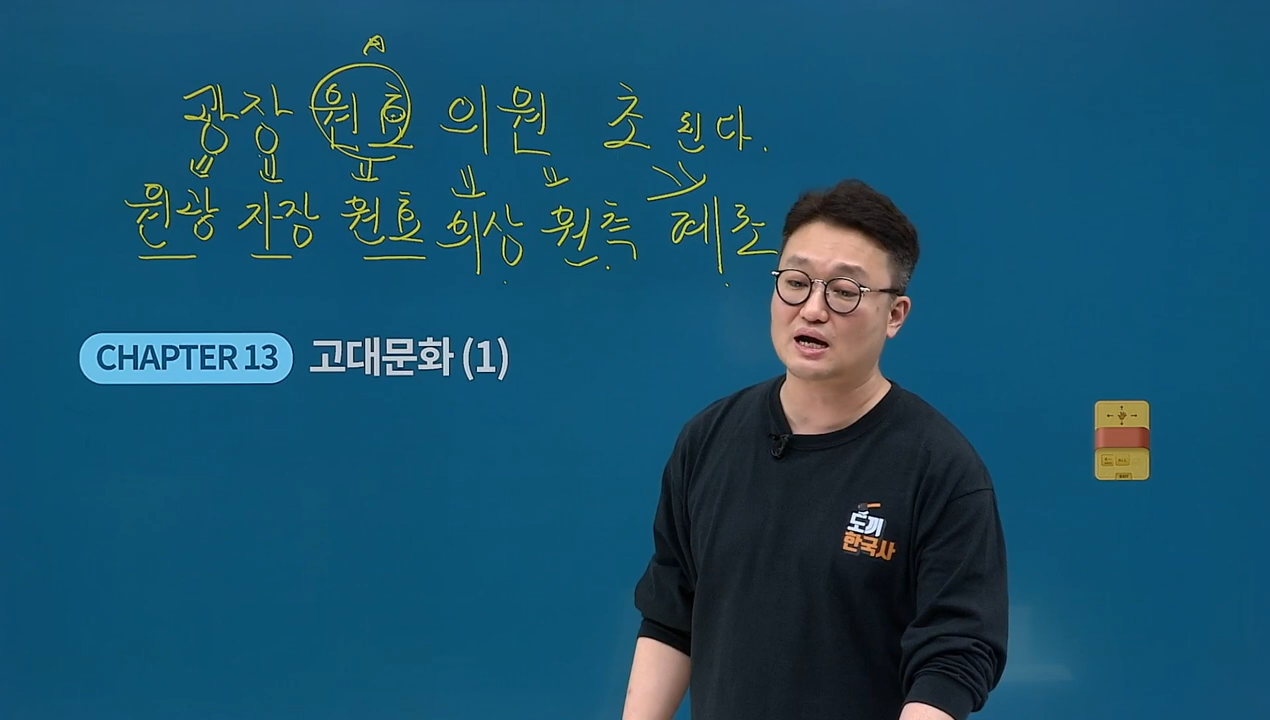 A
광장 원효 의원 초 된다.
원광 자장 원효 의상 원측 혜초
CHAPTER 13 고대문화 (1)
도끼
한국사